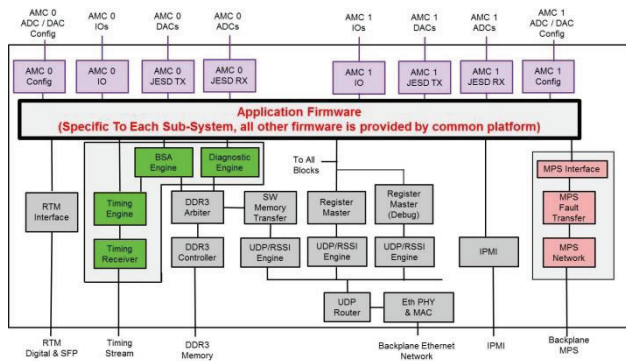 AMC 0
ADC / DAC
Config
AMC 0
IOs
AMC 0
DACs
AMC 0
ADCs
AMC 1
IOs
AMC 1
DACs
AMC 1
ADCs
AMC 1
ADC / DAC
Config
AMC 0
Config
AMC 0
IO
AMC 0
JESD TX
AMC 0
JESD RX
AMC 1
IO
AMC 1
JESD TX
AMC 1
JESD RX
AMC 1
Config
Application Firmware
(Specific To Each Sub-System, all other firmware is provided by common platform)
BSA
Engine
Diagnostic
Engine
To All
Blocks
MPS Interface
RTM
Interface
Timing
Engine
DDR3
Arbiter
SW
Memory
Transfer
Register
Master
Register
Master
(Debug)
MPS
Fault
Transfer
Timing
Receiver
DDR3
Controller
UDP/RSSI
Engine
UDP/RSSI
Engine
UDP/RSSI
Engine
IPMI
MPS
Network
UDP
Router
Eth PHY
& MAC
RTM
Digital & SFP
Timing
Stream
DDR3
Memory
Backplane Ethernet
Network
IPMI
Backplane
MPS